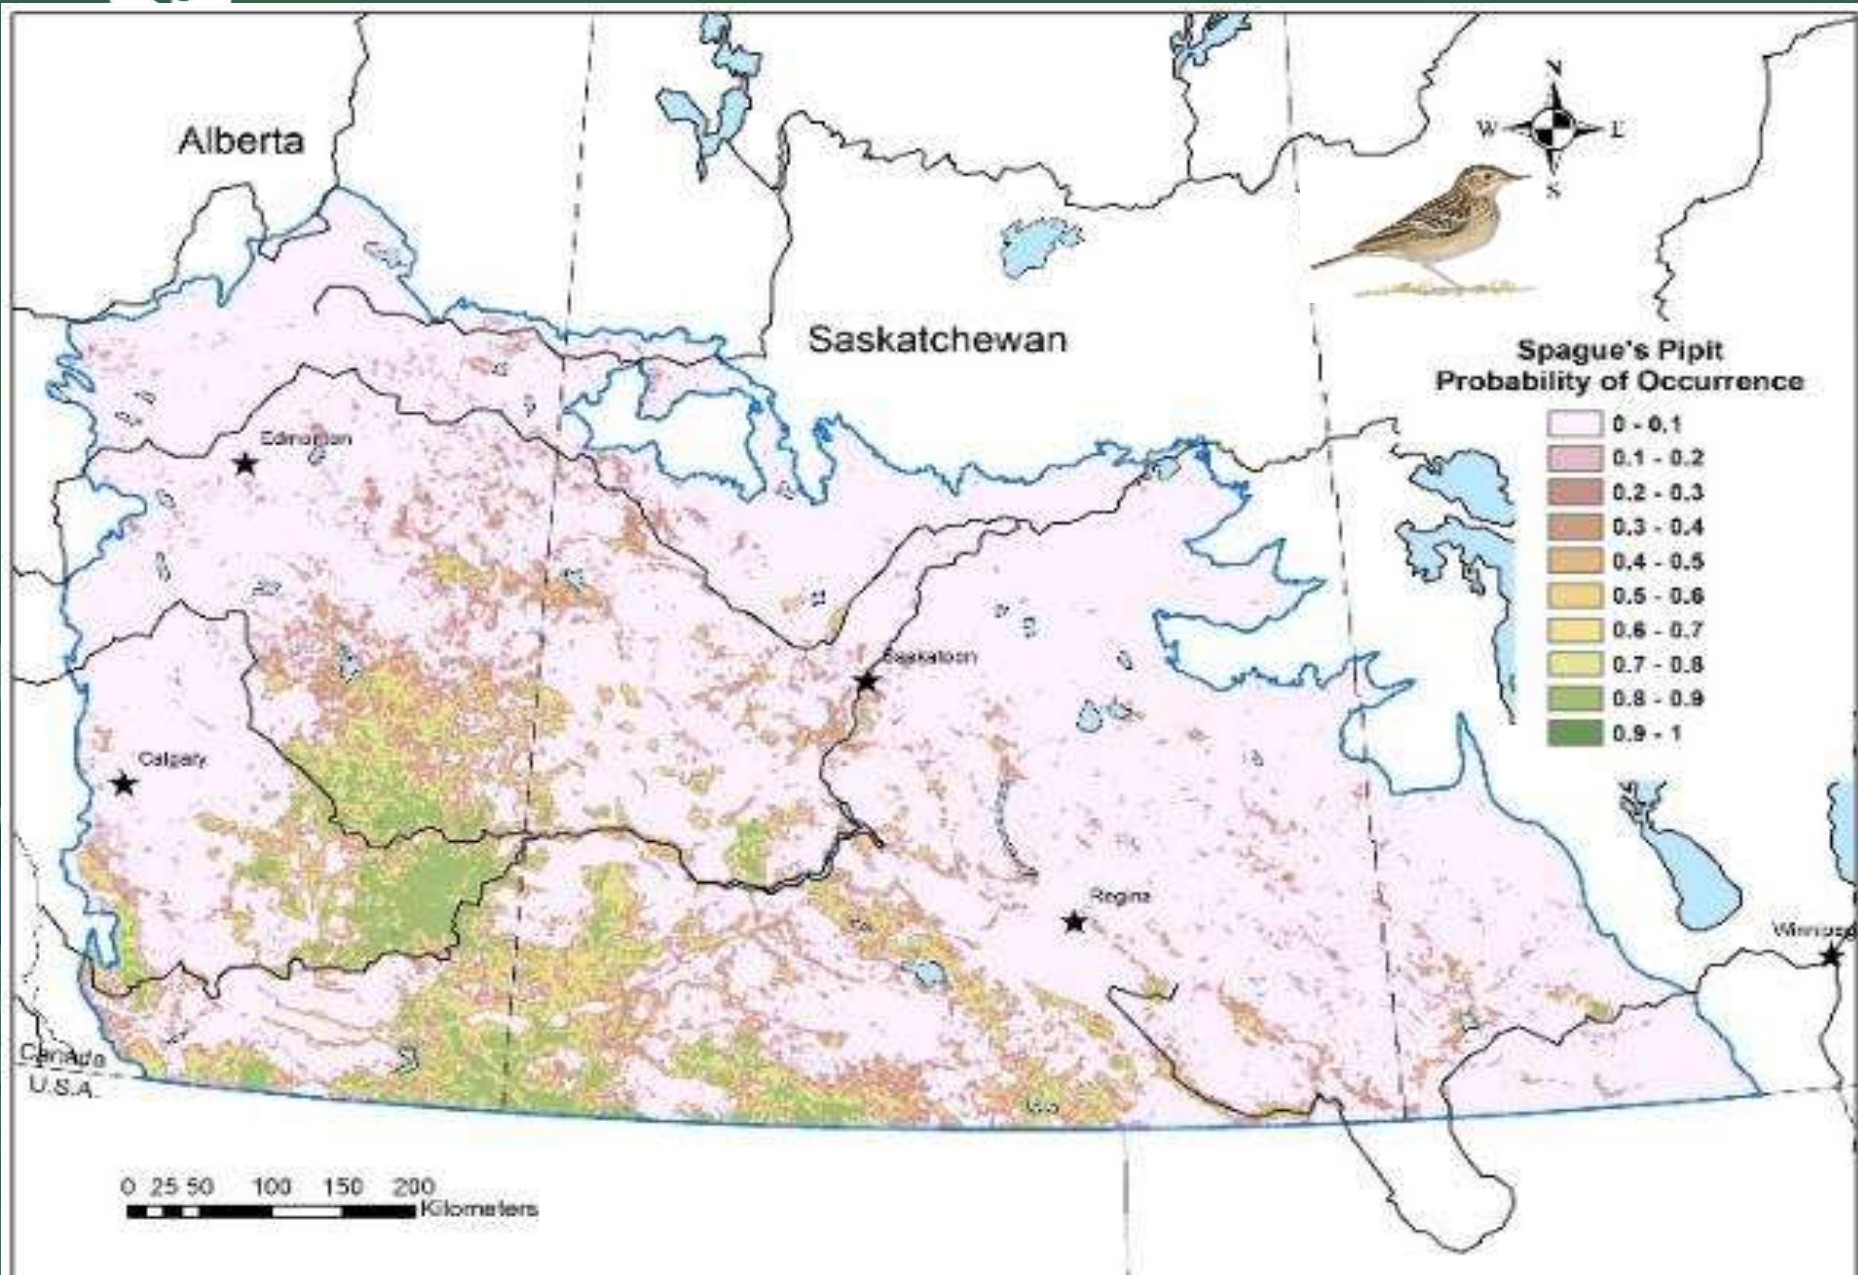 Alberta
N
W
E
S
Saskatchewan
Spague's Pipit
Probability of Occurrence
0 - 0.1
0.1 - 0.2
0.2 - 0.3
0.3 - 0.4
0.4 - 0.5
0.5 - 0.6
0.6 - 0.7
0.7 - 0.8
0.8 - 0.9
0.9 - 1
Edmonton
Saskatoon
Calgary
Regina
Canada
U.S.A.
0 25 50 100 150 200
Kilometers